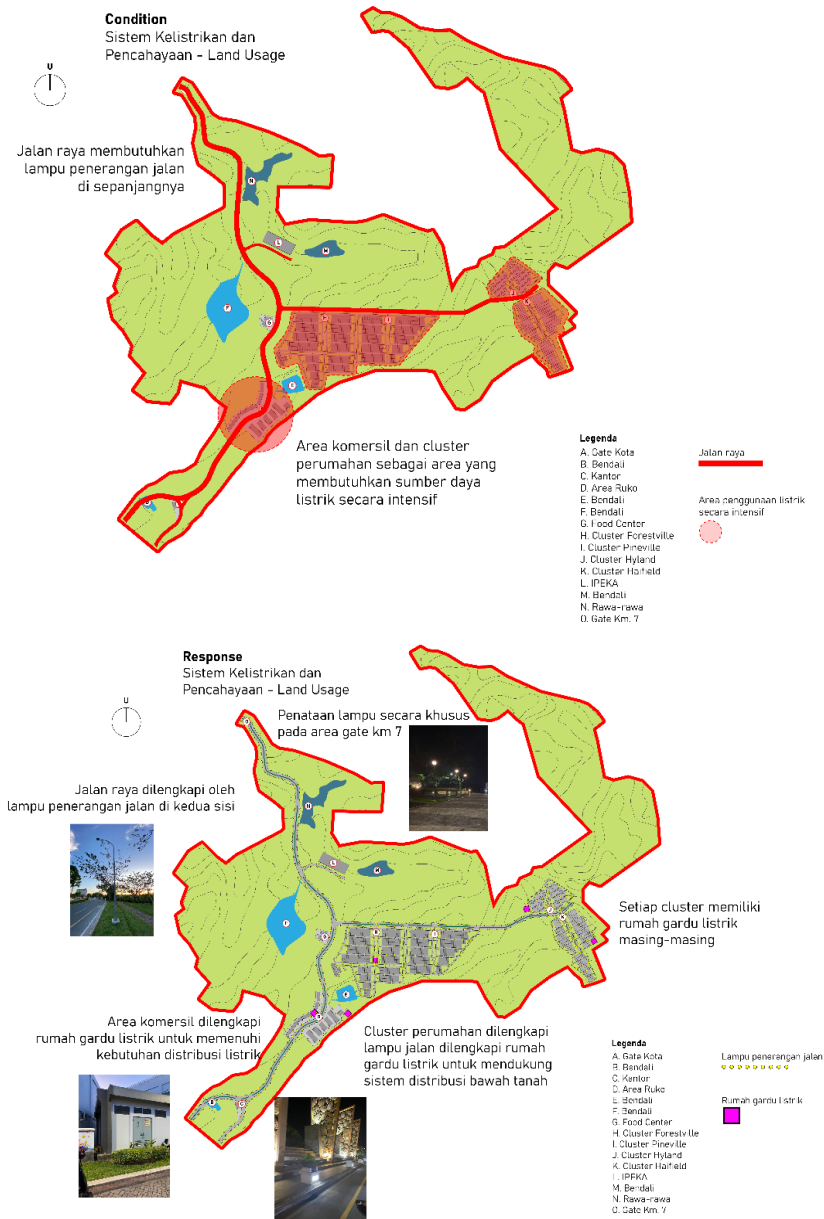 Condition
Sistem Kelistrikan dan
Pencahayaan - Land Usage
U
Jalan raya membutuhkan
lampu penerangan jalan
di sepanjangnya
N
L
M
F
G
H
I
J
K
E
Area komersil dan cluster
perumahan sebagai area yang
membutuhkan sumber daya
listrik secara intensif
Legenda
A. Gate Kota
B. Bendali
C. Kantor
D. Area Ruko
E. Bendali
F. Bendali
G. Food Center
H. Cluster Forestville
I. Cluster Pineville
J. Cluster Hyland
K. Cluster Haifield
L. IPEKA
M. Bendali
N. Rawa-rawa
O. Gate Km. 7
Jalan raya
Area penggunaan listrik
secara intensif
Response
Sistem Kelistrikan dan
Pencahayaan - Land Usage
U
Penataan lampu secara khusus
pada area gate km 7
Jalan raya dilengkapi oleh
lampu penerangan jalan di kedua sisi
N
L
M
F
I
J
K
E
B
C
Setiap cluster memiliki
rumah gardu listrik
masing-masing
Area komersil dilengkapi
rumah gardu listrik untuk memenuhi
kebutuhan distribusi listrik
Cluster perumahan dilengkapi
lampu jalan dilengkapi rumah
gardu listrik untuk mendukung
sistem distribusi bawah tanah
Legenda
A. Gate Kota
B. Bendali
C. Kantor
D. Area Ruko
E. Bendali
F. Bendali
G. Food Center
H. Cluster Forestville
I. Cluster Pineville
J. Cluster Hyland
K. Cluster Haifield
L. IPEKA
M. Bendali
N. Rawa-rawa
O. Gate Km. 7
Lampu penerangan jalan
Rumah gardu listrik